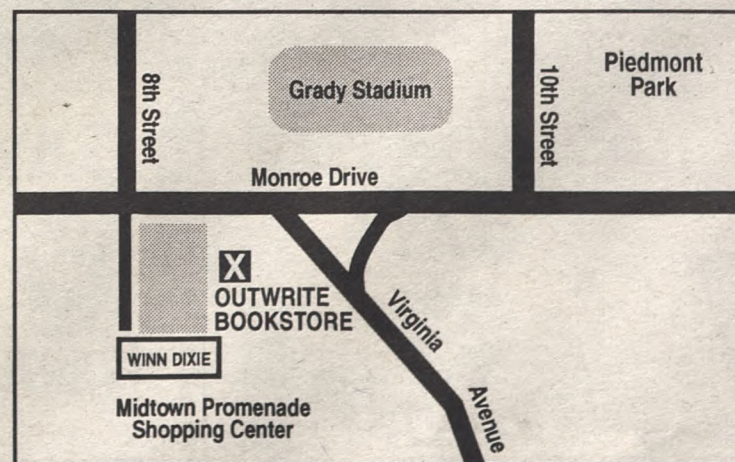 8th Street
Grady Stadium
10th Street
Piedmont
Park
Monroe Drive
X
OUTWRITE
BOOKSTORE
Virginia
Avenue
WINN DIXIE
Midtown Promenade
Shopping Center